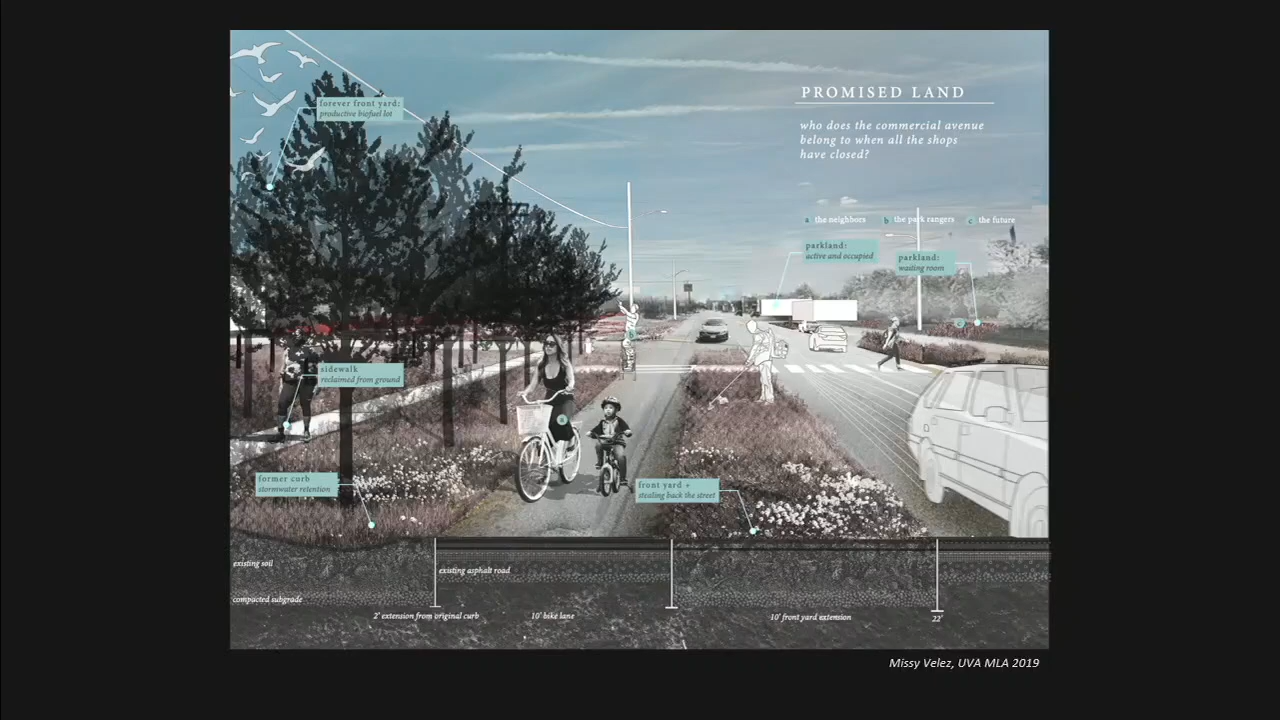 PROMISED LAND
who does the commercial avenue
belong to when all the shops
have closed?
a the neighbors b the park rangers c the future
forever front yard:
productive biofuel lot
parkland:
active and occupied
parkland:
waiting room
sidewalk
reclaimed from ground
former curb
stormwater retention
front yard +
stealing back the street
a
b
c
existing soil
existing asphalt road
compacted subgrade
2' extension from original curb
10' bike lane
10' front yard extension
22'
Missy Velez, UVA MLA 2019